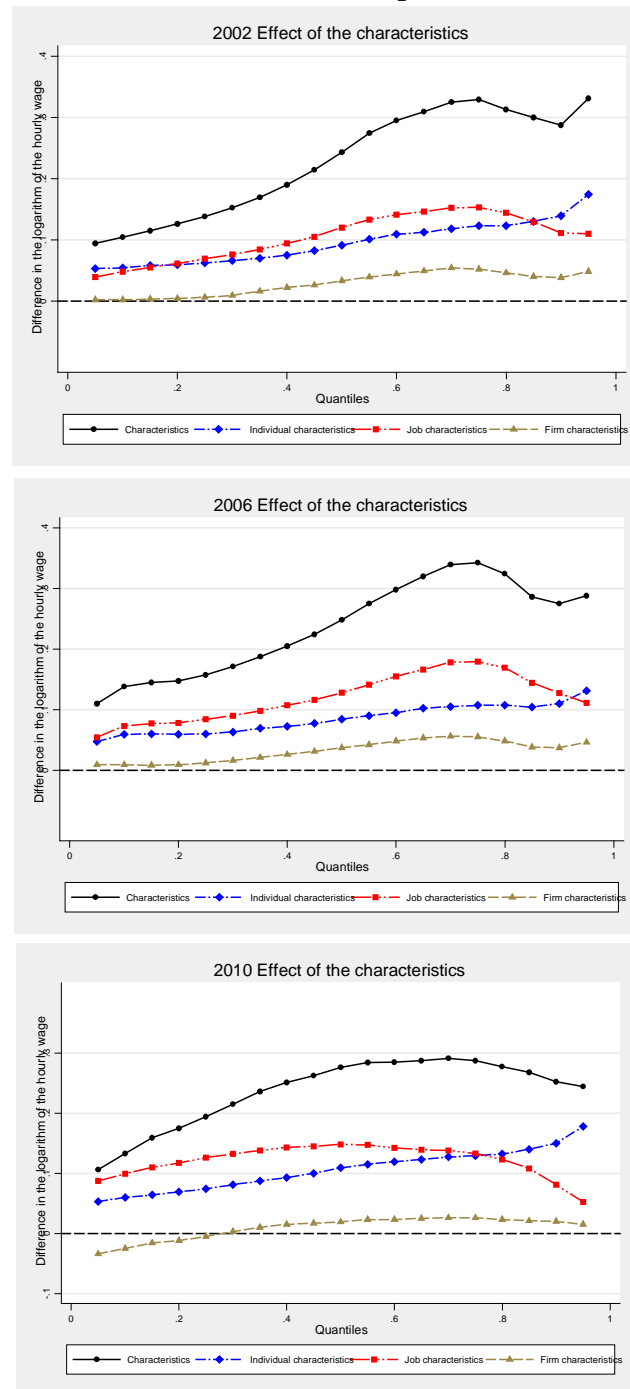 2002 Effect of the characteristics
Difference in the logarithm of the hourly wage
.4
.3
.2
.1
0
0 .2 .4 .6 .8 1
Quantiles
Characteristics Individual characteristics Job characteristics Firm characteristics
2006 Effect of the characteristics
Difference in the logarithm of the hourly wage
.4
.3
.2
.1
0
0 .2 .4 .6 .8 1
Quantiles
Characteristics Individual characteristics Job characteristics Firm characteristics
2010 Effect of the characteristics
Difference in the logarithm of the hourly wage
.3
.2
.1
0
-.1
0 .2 .4 .6 .8 1
Quantiles
Characteristics Individual characteristics Job characteristics Firm characteristics